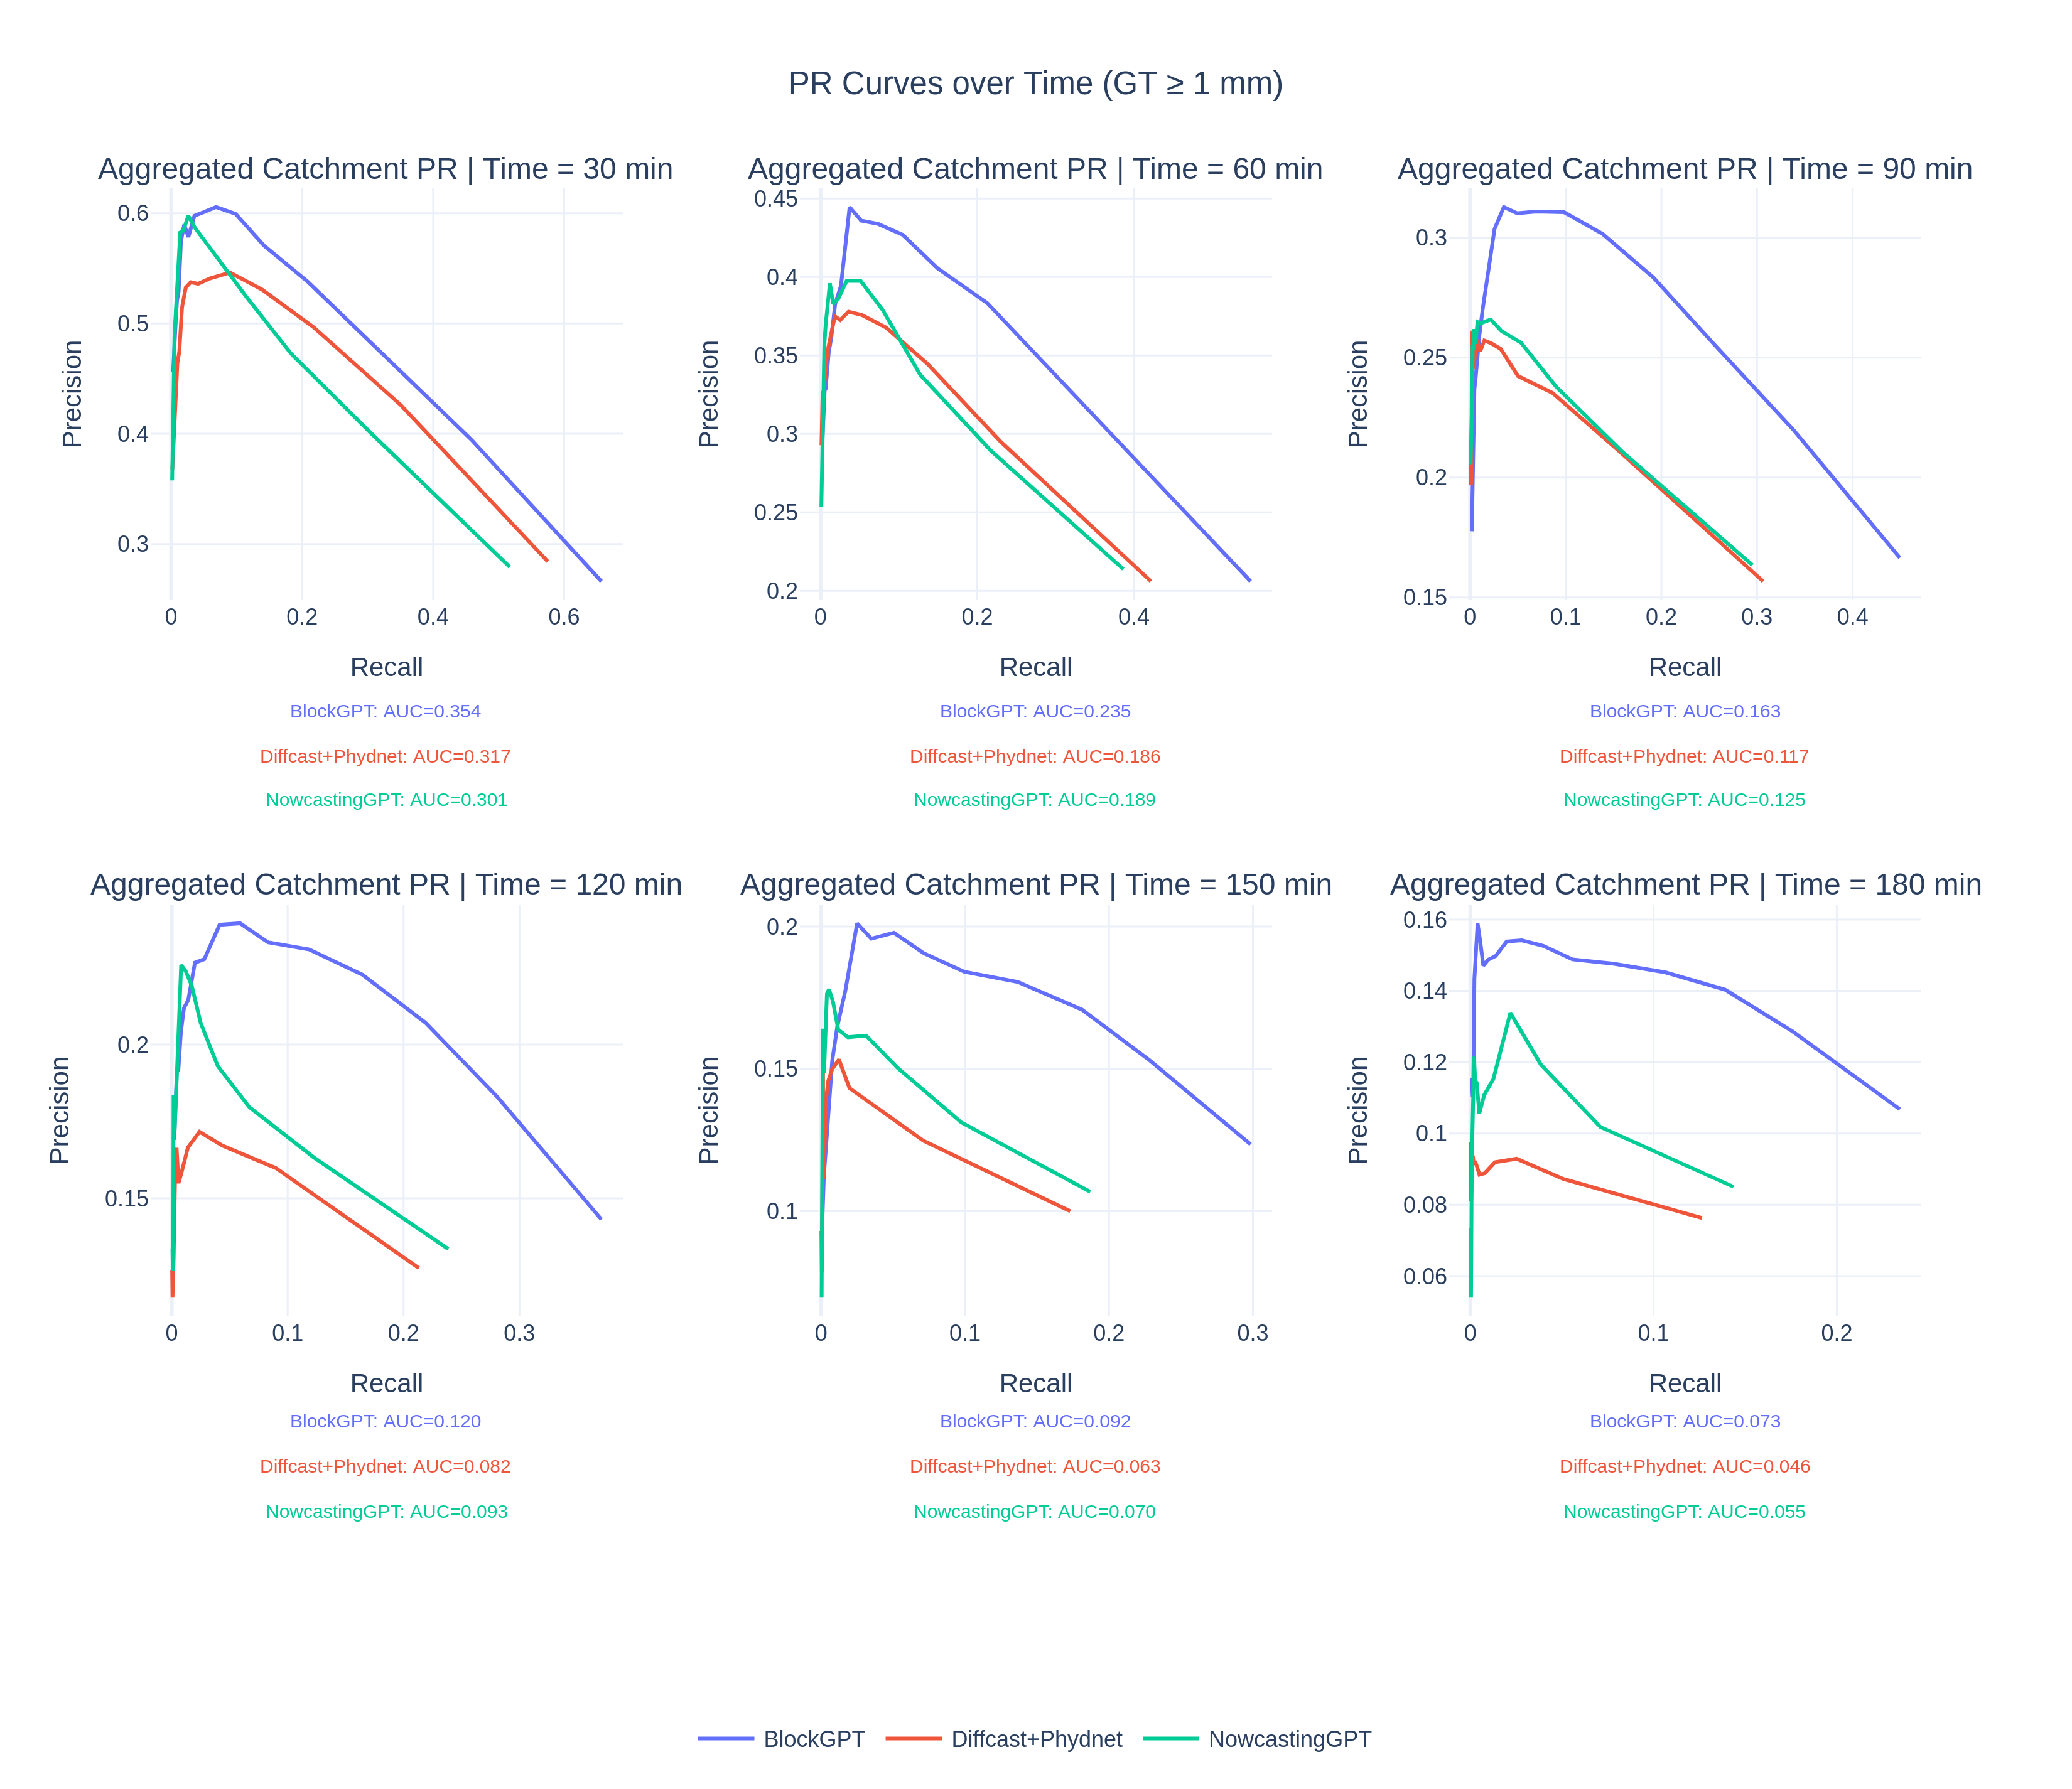 PR Curves over Time (GT ≥ 1 mm)
Aggregated Catchment PR | Time = 30 min
0.6
0.5
0.4
0.3
Precision
0 0.2 0.4 0.6
Recall
BlockGPT: AUC=0.354
Diffcast+Phydnet: AUC=0.317
NowcastingGPT: AUC=0.301
Aggregated Catchment PR | Time = 60 min
0.45
0.4
0.35
0.3
0.25
0.2
Precision
0 0.2 0.4
Recall
BlockGPT: AUC=0.235
Diffcast+Phydnet: AUC=0.186
NowcastingGPT: AUC=0.189
Aggregated Catchment PR | Time = 90 min
0.3
0.25
0.2
0.15
Precision
0 0.1 0.2 0.3 0.4
Recall
BlockGPT: AUC=0.163
Diffcast+Phydnet: AUC=0.117
NowcastingGPT: AUC=0.125
Aggregated Catchment PR | Time = 120 min
0.2
0.15
Precision
0 0.1 0.2 0.3
Recall
BlockGPT: AUC=0.120
Diffcast+Phydnet: AUC=0.082
NowcastingGPT: AUC=0.093
Aggregated Catchment PR | Time = 150 min
0.2
0.15
0.1
Precision
0 0.1 0.2 0.3
Recall
BlockGPT: AUC=0.092
Diffcast+Phydnet: AUC=0.063
NowcastingGPT: AUC=0.070
Aggregated Catchment PR | Time = 180 min
0.16
0.14
0.12
0.1
0.08
0.06
Precision
0 0.1 0.2
Recall
BlockGPT: AUC=0.073
Diffcast+Phydnet: AUC=0.046
NowcastingGPT: AUC=0.055
BlockGPT Diffcast+Phydnet NowcastingGPT